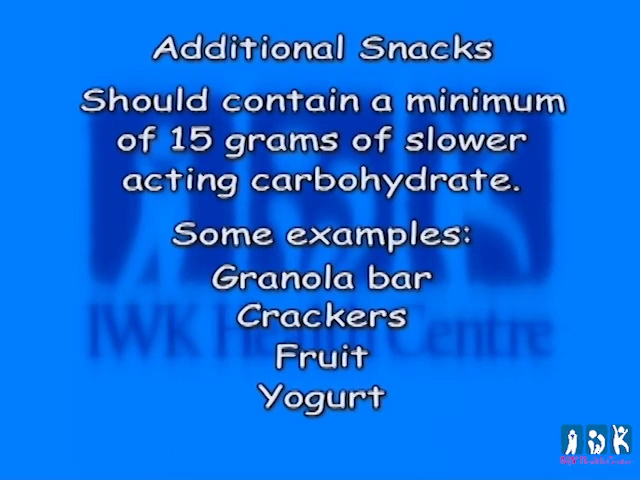 Additional Snacks
Should contain a minimum
of 15 grams of slower
acting carbohydrate.
Some examples:
Granola bar
Crackers
Fruit
Yogurt
IWK Health Centre
IWK